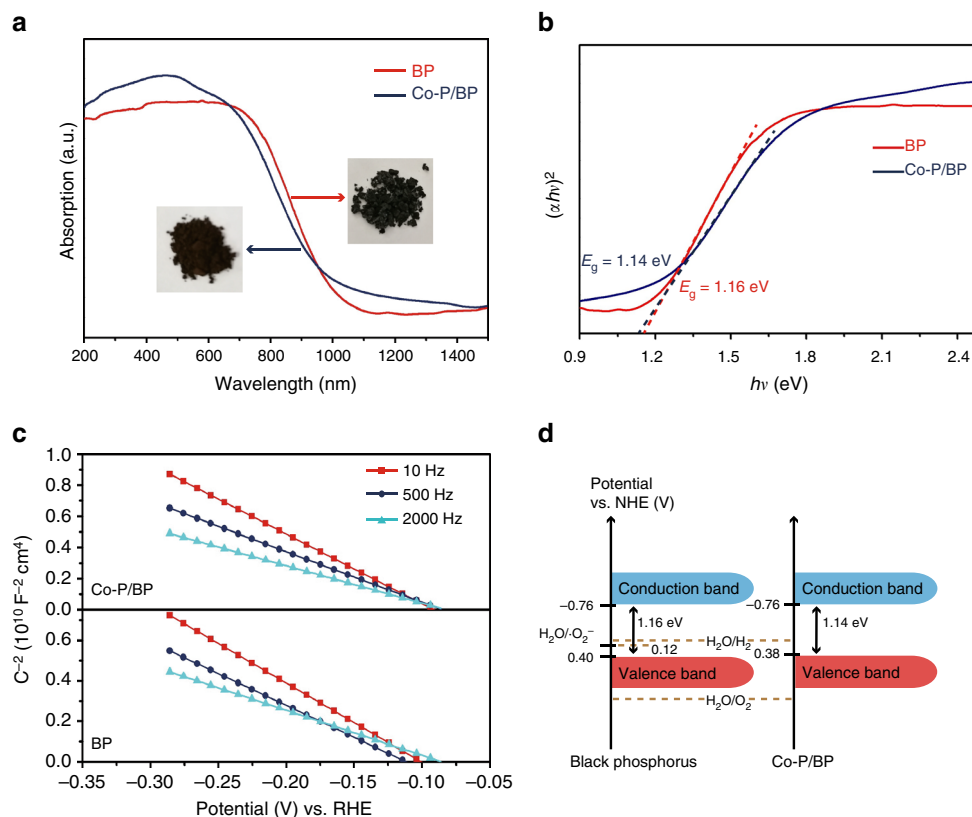 a
Absorption (a.u.)
BP
Co-P/BP
200 400 600 800 1000 1200 1400
Wavelength (nm)
b
(αhν)²
BP
Co-P/BP
E_g = 1.14 eV
E_g = 1.16 eV
0.9 1.2 1.5 1.8 2.1 2.4
hν (eV)
c
C⁻² (10¹⁰ F⁻² cm⁴)
1.0
0.8
0.6
0.4
0.2
0.0
10 Hz
500 Hz
2000 Hz
Co-P/BP
0.6
0.4
0.2
0.0
BP
−0.35 −0.30 −0.25 −0.20 −0.15 −0.10 −0.05
Potential (V) vs. RHE
d
Potential
vs. NHE (V)
Conduction band
Conduction band
−0.76
−0.76
1.16 eV
1.14 eV
H₂O/·O₂⁻
H₂O/H₂
0.12
0.40
0.38
Valence band
Valence band
H₂O/O₂
Black phosphorus
Co-P/BP